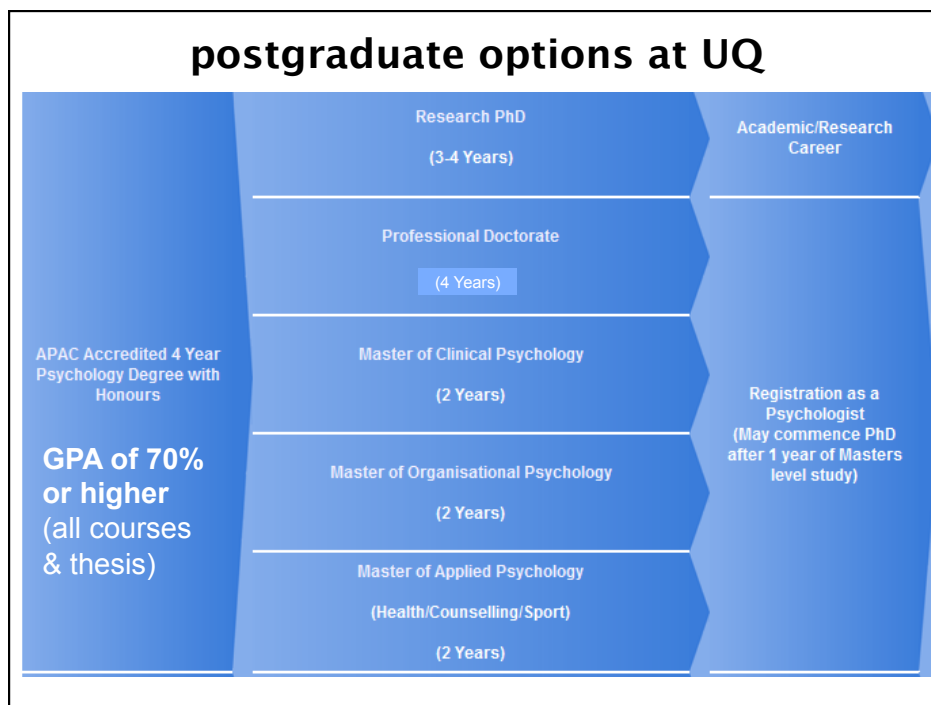 postgraduate options at UQ
APAC Accredited 4 Year
Psychology Degree with
Honours
GPA of 70%
or higher
(all courses
& thesis)
Research PhD
(3-4 Years)
Professional Doctorate
(4 Years)
Master of Clinical Psychology
(2 Years)
Master of Organisational Psychology
(2 Years)
Master of Applied Psychology
(Health/Counselling/Sport)
(2 Years)
Academic/Research
Career
Registration as a
Psychologist
(May commence PhD
after 1 year of Masters
level study)